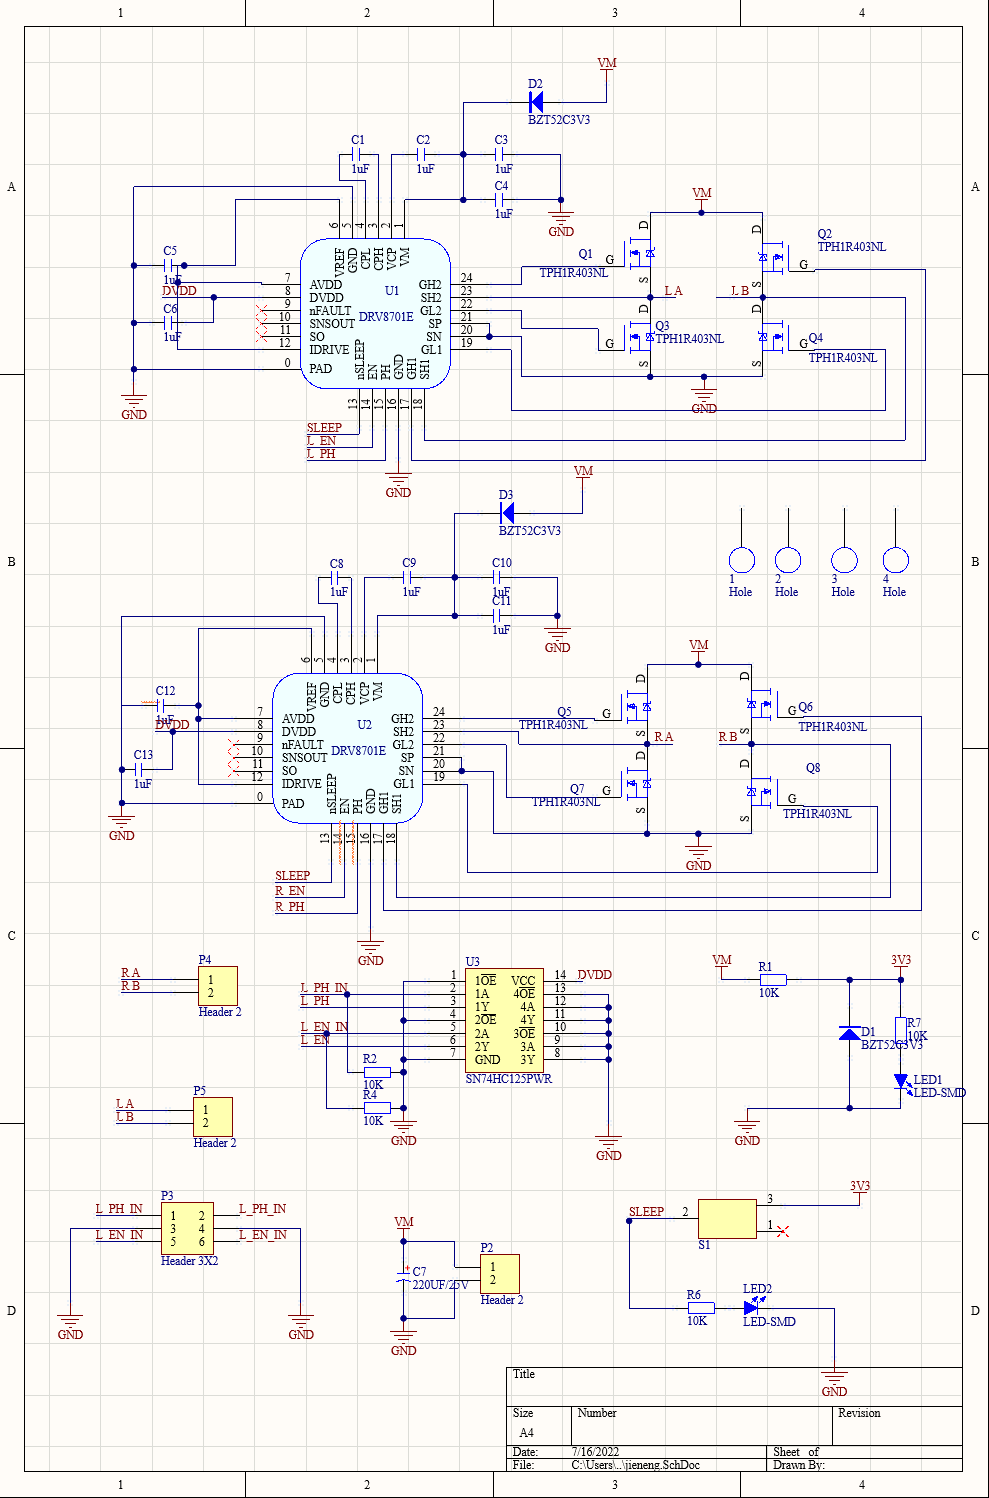 1 2 3 4
A A
B B
C C
D D
VM
D2
BZT52C3V3
C1
1uF
C2
1uF
C3
1uF
C4
1uF
GND
6 5 4 3 2 1
VREF GND CPL CPH VCP VM
C5
1uF
DVDD
C6
1uF
7 AVDD
8 DVDD
9 nFAULT
10 SNSOUT
11 SO
12 IDRIVE
0 PAD
U1
DRV8701E
GH2 24
SH2 23
GL2 22
SP 21
SN 20
GL1 19
nSLEEP EN PH GND GH1 SH1
13 14 15 16 17 18
GND
SLEEP
L_EN
L_PH
GND
VM
Q1
TPH1R403NL
D
G
S
Q2
TPH1R403NL
D
G
S
LA
LB
Q3
TPH1R403NL
D
G
S
Q4
TPH1R403NL
D
G
S
GND
VM
D3
BZT52C3V3
C8
1uF
C9
1uF
C10
1uF
C11
1uF
GND
1
Hole
2
Hole
3
Hole
4
Hole
6 5 4 3 2 1
VREF GND CPL CPH VCP VM
C12
1uF
DVDD
C13
1uF
7 AVDD
8 DVDD
9 nFAULT
10 SNSOUT
11 SO
12 IDRIVE
0 PAD
U2
DRV8701E
GH2 24
SH2 23
GL2 22
SP 21
SN 20
GL1 19
nSLEEP EN PH GND GH1 SH1
13 14 15 16 17 18
GND
SLEEP
R_EN
R_PH
GND
VM
Q5
TPH1R403NL
D
G
S
Q6
TPH1R403NL
D
G
S
RA
RB
Q7
TPH1R403NL
D
G
S
Q8
TPH1R403NL
D
G
S
GND
P4
RA 1
RB 2
Header 2
P5
LA 1
LB 2
Header 2
U3
1 1OE VCC 14 DVDD
L_PH_IN 2 1A 4OE 13
L_PH 3 1Y 4A 12
4 2OE 4Y 11
L_EN_IN 5 2A 3OE 10
L_EN 6 2Y 3A 9
7 GND 3Y 8
SN74HC125PWR
R2
10K
R4
10K
GND
GND
VM
R1
10K
3V3
D1
BZT52C3V3
R7
10K
LED1
LED-SMD
GND
P3
L_PH_IN 1 2 L_PH_IN
3 4
L_EN_IN 5 6 L_EN_IN
Header 3X2
GND
GND
VM
C7
220UF/25V
P2
1
2
Header 2
GND
SLEEP 2
3 3V3
1
S1
R6
10K
LED2
LED-SMD
GND
Title
Size Number Revision
A4
Date: 7/16/2022 Sheet of
File: C:\Users\..\jieneng.SchDoc Drawn By:
1 2 3 4